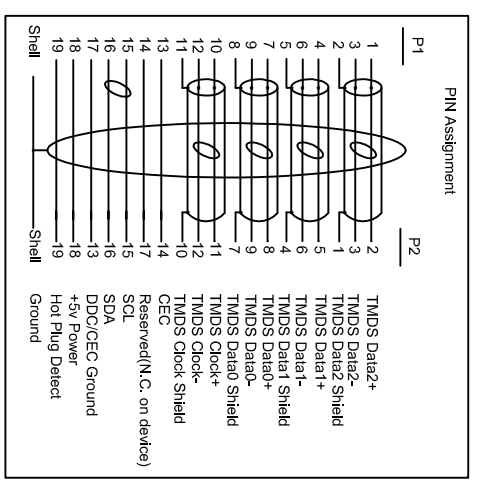 PIN Assignment
P1 P2
1 2 TMDS Data2+
3 3 TMDS Data2-
2 1 TMDS Data2 Shield
4 5 TMDS Data1+
6 6 TMDS Data1-
5 4 TMDS Data1 Shield
7 8 TMDS Data0+
9 9 TMDS Data0-
8 7 TMDS Data0 Shield
10 11 TMDS Clock+
12 12 TMDS Clock-
11 10 TMDS Clock Shield
13 14 CEC
14 17 Reserved(N.C. on device)
15 15 SCL
16 16 SDA
17 13 DDC/CEC Ground
18 18 +5v Power
19 19 Hot Plug Detect
Shell Shell Ground